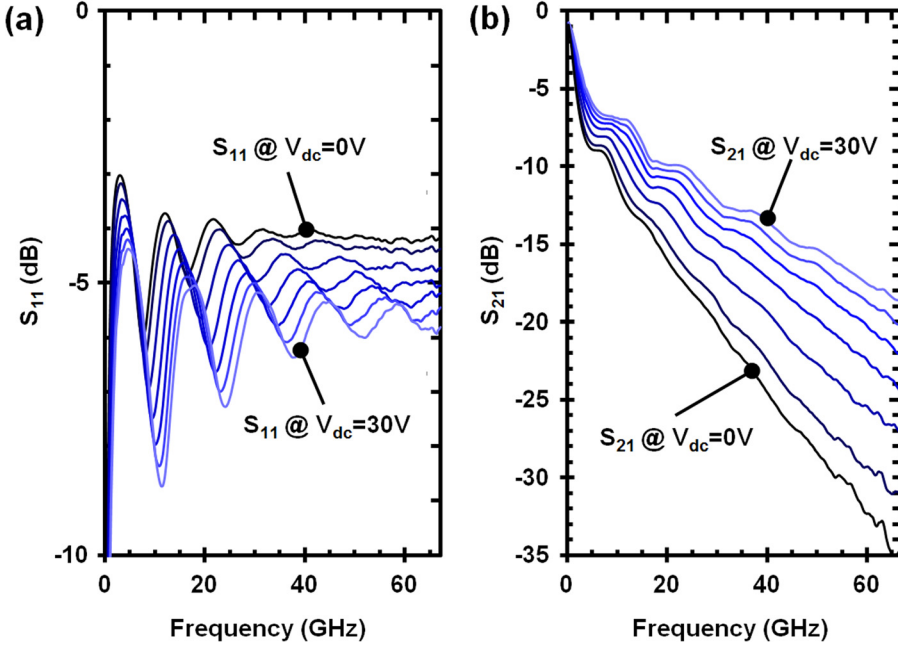 (a)
0
-5
-10
S11 (dB)
S11 @ Vdc=0V
S11 @ Vdc=30V
0 20 40 60
Frequency (GHz)
(b)
0
-5
-10
-15
-20
-25
-30
-35
S21 (dB)
S21 @ Vdc=30V
S21 @ Vdc=0V
0 20 40 60
Frequency (GHz)